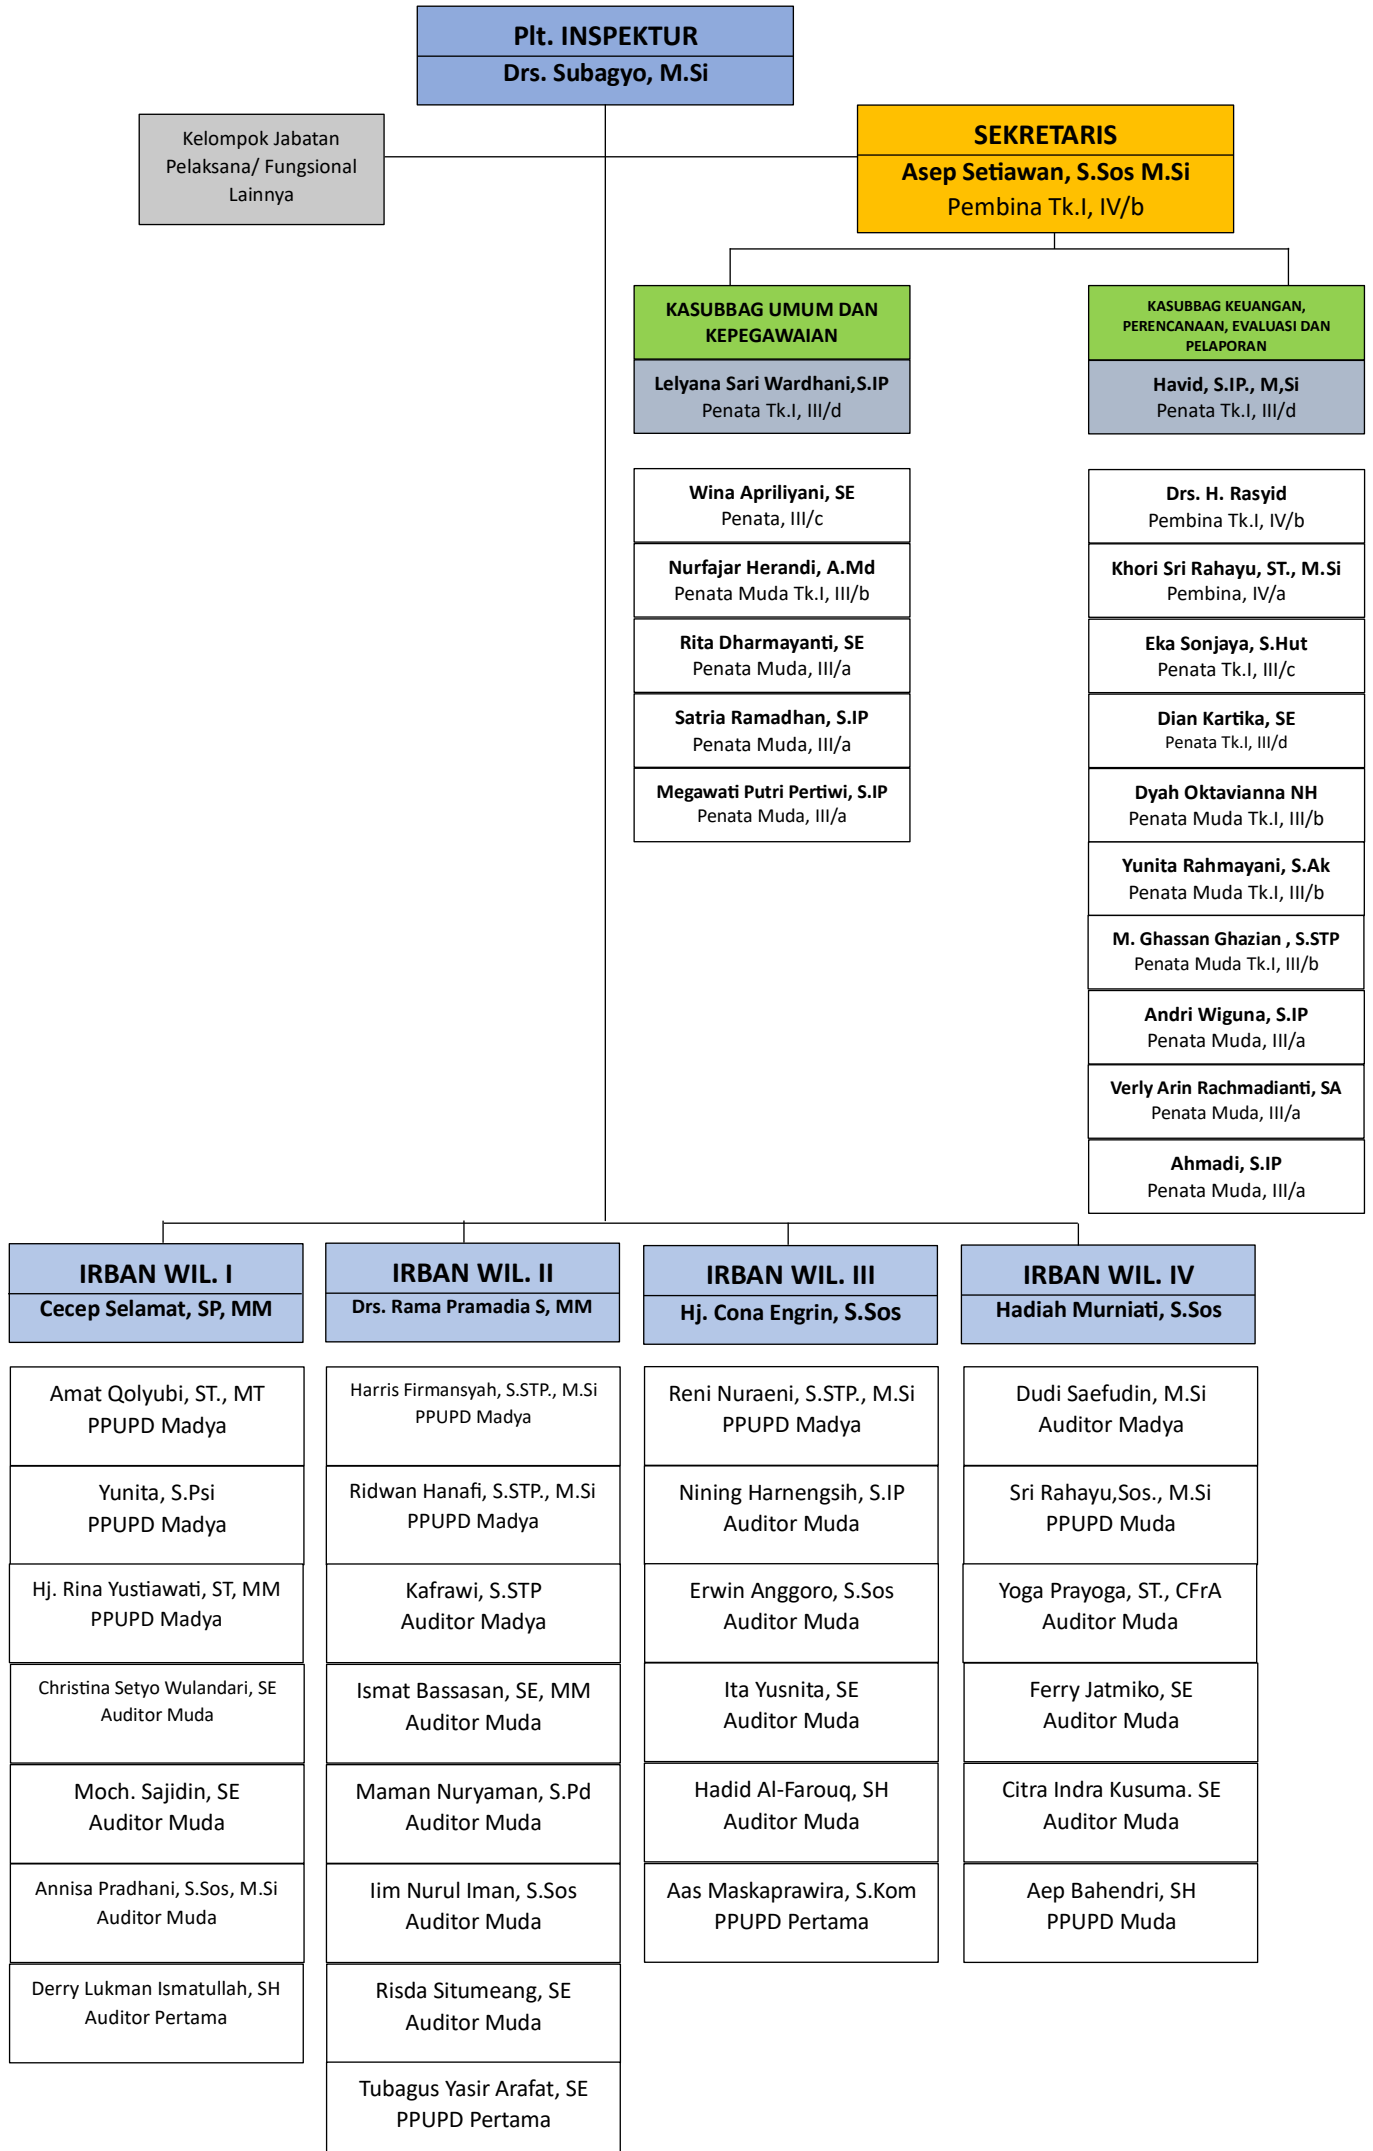 Plt. INSPEKTUR
Drs. Subagyo, M.Si
Kelompok Jabatan
Pelaksana/ Fungsional
Lainnya
SEKRETARIS
Asep Setiawan, S.Sos M.Si
Pembina Tk.I, IV/b
KASUBBAG UMUM DAN
KEPEGAWAIAN
Lelyana Sari Wardhani,S.IP
Penata Tk.I, III/d
Wina Apriliyani, SE
Penata, III/c
Nurfajar Herandi, A.Md
Penata Muda Tk.I, III/b
Rita Dharmayanti, SE
Penata Muda, III/a
Satria Ramadhan, S.IP
Penata Muda, III/a
Megawati Putri Pertiwi, S.IP
Penata Muda, III/a
KASUBBAG KEUANGAN,
PERENCANAAN, EVALUASI DAN
PELAPORAN
Havid, S.IP., M,Si
Penata Tk.I, III/d
Drs. H. Rasyid
Pembina Tk.I, IV/b
Khori Sri Rahayu, ST., M.Si
Pembina, IV/a
Eka Sonjaya, S.Hut
Penata Tk.I, III/c
Dian Kartika, SE
Penata Tk.I, III/d
Dyah Oktavianna NH
Penata Muda Tk.I, III/b
Yunita Rahmayani, S.Ak
Penata Muda Tk.I, III/b
M. Ghassan Ghazian , S.STP
Penata Muda Tk.I, III/b
Andri Wiguna, S.IP
Penata Muda, III/a
Verly Arin Rachmadianti, SA
Penata Muda, III/a
Ahmadi, S.IP
Penata Muda, III/a
IRBAN WIL. I
Cecep Selamat, SP, MM
Amat Qolyubi, ST., MT
PPUPD Madya
Yunita, S.Psi
PPUPD Madya
Hj. Rina Yustiawati, ST, MM
PPUPD Madya
Christina Setyo Wulandari, SE
Auditor Muda
Moch. Sajidin, SE
Auditor Muda
Annisa Pradhani, S.Sos, M.Si
Auditor Muda
Derry Lukman Ismatullah, SH
Auditor Pertama
IRBAN WIL. II
Drs. Rama Pramadia S, MM
Harris Firmansyah, S.STP., M.Si
PPUPD Madya
Ridwan Hanafi, S.STP., M.Si
PPUPD Madya
Kafrawi, S.STP
Auditor Madya
Ismat Bassasan, SE, MM
Auditor Muda
Maman Nuryaman, S.Pd
Auditor Muda
Iim Nurul Iman, S.Sos
Auditor Muda
Risda Situmeang, SE
Auditor Muda
Tubagus Yasir Arafat, SE
PPUPD Pertama
IRBAN WIL. III
Hj. Cona Engrin, S.Sos
Reni Nuraeni, S.STP., M.Si
PPUPD Madya
Nining Harnengsih, S.IP
Auditor Muda
Erwin Anggoro, S.Sos
Auditor Muda
Ita Yusnita, SE
Auditor Muda
Hadid Al-Farouq, SH
Auditor Muda
Aas Maskaprawira, S.Kom
PPUPD Pertama
IRBAN WIL. IV
Hadiah Murniati, S.Sos
Dudi Saefudin, M.Si
Auditor Madya
Sri Rahayu,Sos., M.Si
PPUPD Muda
Yoga Prayoga, ST., CFrA
Auditor Muda
Ferry Jatmiko, SE
Auditor Muda
Citra Indra Kusuma. SE
Auditor Muda
Aep Bahendri, SH
PPUPD Muda